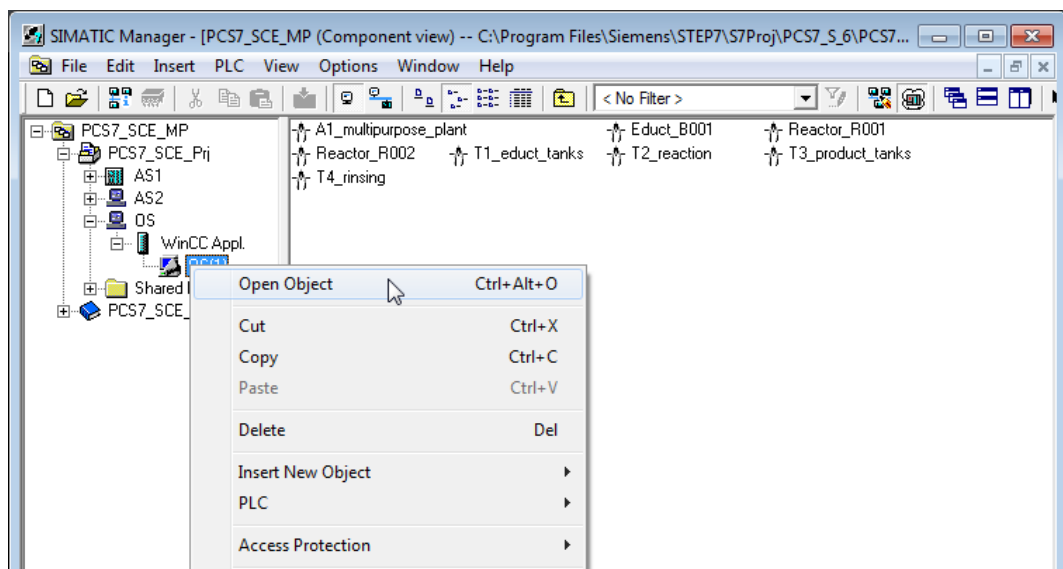 SIMATIC Manager - [PCS7_SCE_MP (Component view) -- C:\Program Files\Siemens\STEP7\S7Proj\PCS7_S_6\PCS7...
File Edit Insert PLC View Options Window Help
< No Filter >
PCS7_SCE_MP
PCS7_SCE_Prj
AS1
AS2
OS
WinCC Appl.
OS(1)
Shared
PCS7_SCE_
A1_multipurpose_plant Educt_B001 Reactor_R001
Reactor_R002 T1_educt_tanks T2_reaction T3_product_tanks
T4_rinsing
Open Object Ctrl+Alt+O
Cut Ctrl+X
Copy Ctrl+C
Paste Ctrl+V
Delete Del
Insert New Object
PLC
Access Protection